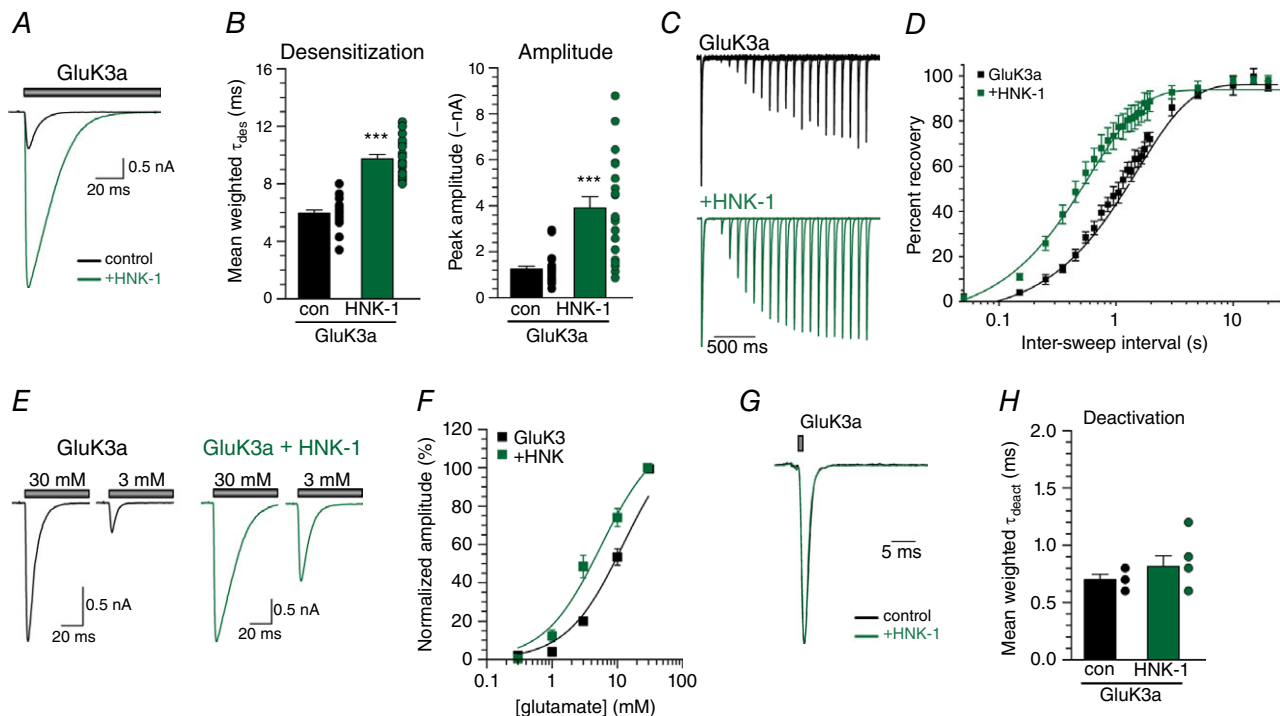 A
GluK3a
0.5 nA
20 ms
control
+HNK-1
B
Desensitization
Mean weighted τdes (ms)
16
12
9
6
3
0
***
con
HNK-1
GluK3a
Amplitude
Peak amplitude (−nA)
10
8
6
4
2
0
***
con
HNK-1
GluK3a
C
GluK3a
+HNK-1
500 ms
D
GluK3a
+HNK-1
Percent recovery
100
80
60
40
20
0
0.1
1
10
Inter-sweep interval (s)
E
GluK3a
30 mM
3 mM
0.5 nA
20 ms
GluK3a + HNK-1
30 mM
3 mM
0.5 nA
20 ms
F
GluK3
+HNK
Normalized amplitude (%)
120
100
80
60
40
20
0
0.1
1
10
100
[glutamate] (mM)
G
GluK3a
5 ms
control
+HNK-1
H
Deactivation
Mean weighted τdeact (ms)
2.0
1.5
0.9
0.5
0.0
con
HNK-1
GluK3a